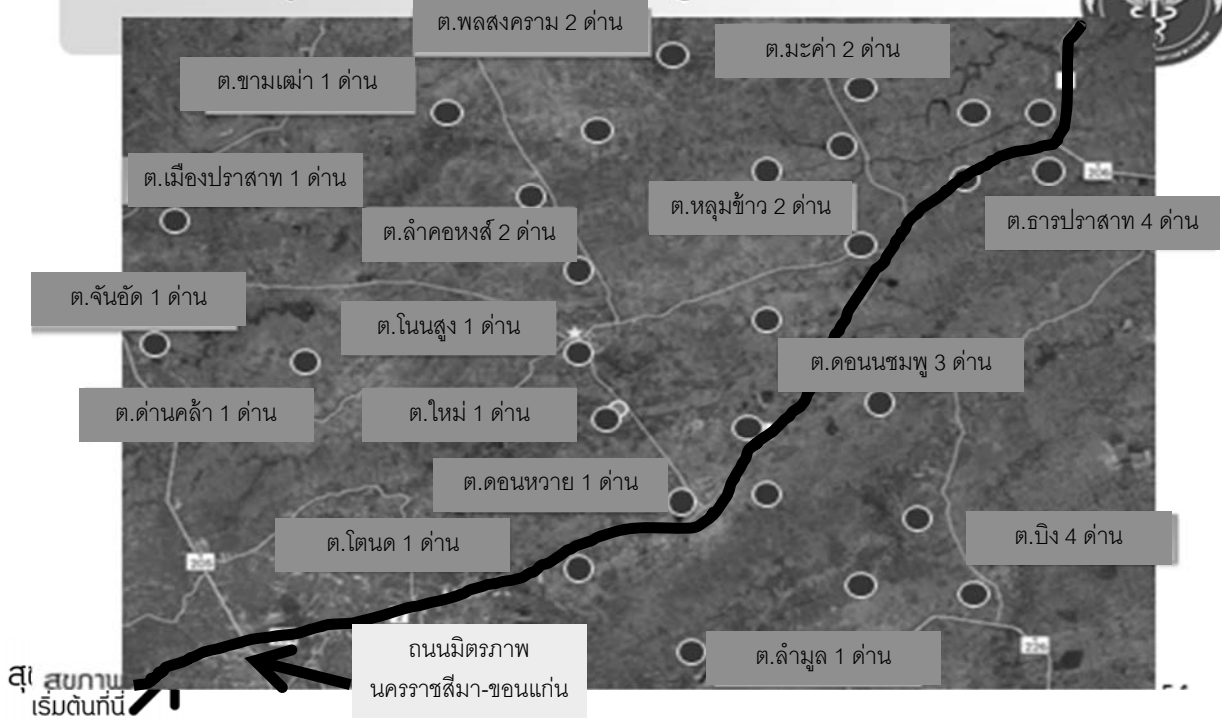 ต.พลสงคราม 2 ด่าน
ต.มะค่า 2 ด่าน
ต.ขามเฒ่า 1 ด่าน
ต.เมืองปราสาท 1 ด่าน
ต.หลุมข้าว 2 ด่าน
ต.ธารปราสาท 4 ด่าน
ต.ลำคอหงส์ 2 ด่าน
ต.จันอัด 1 ด่าน
ต.โนนสูง 1 ด่าน
ต.ดอนนชมพู 3 ด่าน
ต.ด่านคล้า 1 ด่าน
ต.ใหม่ 1 ด่าน
ต.ดอนหวาย 1 ด่าน
ต.โตนด 1 ด่าน
ต.บิง 4 ด่าน
205
206
226
ถนนมิตรภาพ
นครราชสีมา-ขอนแก่น
ต.ลำมูล 1 ด่าน
สุขภาพ
เริ่มต้นที่นี่